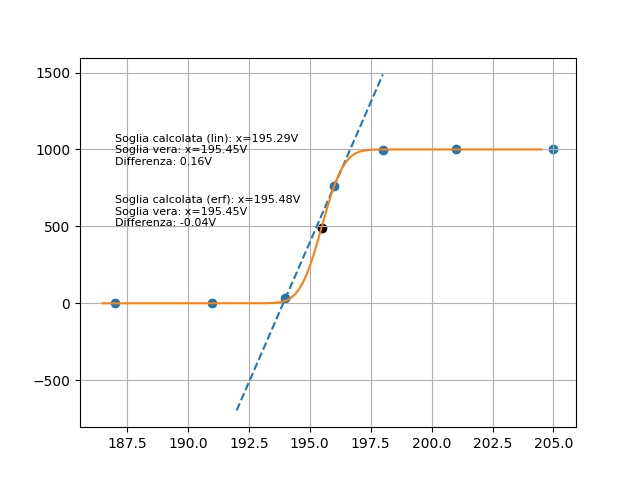 1500
1000
500
0
−500
Soglia calcolata (lin): x=195.29V
Soglia vera: x=195.45V
Differenza: 0.16V
Soglia calcolata (erf): x=195.48V
Soglia vera: x=195.45V
Differenza: -0.04V
187.5 190.0 192.5 195.0 197.5 200.0 202.5 205.0